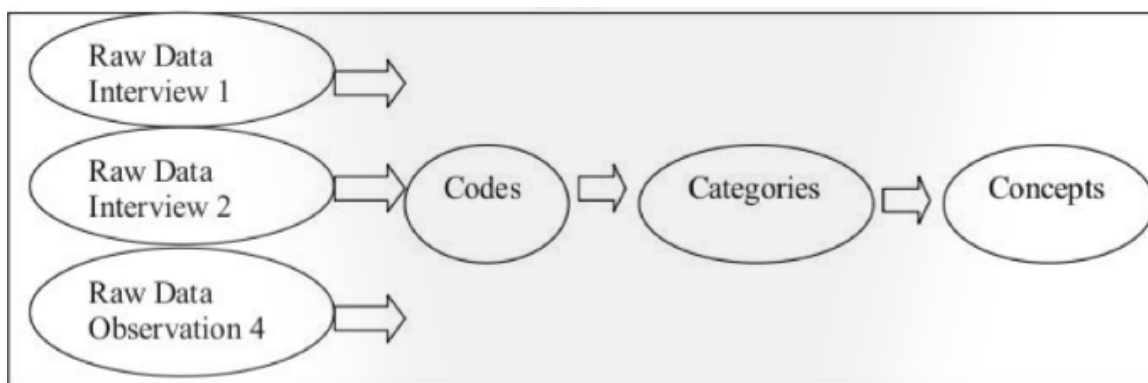 Raw Data
Interview 1
Raw Data
Interview 2
Codes
Categories
Concepts
Raw Data
Observation 4